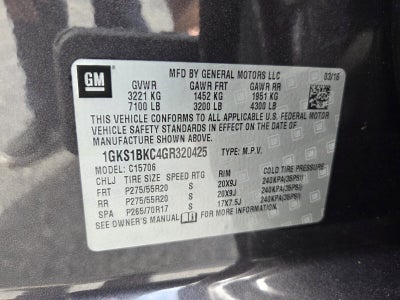 GM
MFD BY GENERAL MOTORS LLC 03/16
GVWR GAWR FRT GAWR RR
3221 KG 1452 KG 1951 KG
7100 LB 3200 LB 4300 LB
THIS VEHICLE CONFORMS TO ALL APPLICABLE
U.S. FEDERAL MOTOR
VEHICLE SAFETY
STANDARDS IN EFFECT ON THE DATE OF
MANUFACTURE SHOWN ABOVE.
1GKS1BKC4GR320425 TYPE: M.P.V.
MODEL: C15706
CHLJ TIRE SIZE SPEED RTG RIM COLD TIRE PRESSURE
FRT P275/55R20 S 20X9J 240KPA(35PSI)
RR P275/55R20 S 20X9J 240KPA(35PSI)
SPA P265/70R17 S 17X7.5J 240KPA(35PSI)
SEE OWNER'S MANUAL FOR MORE INFORMATION.